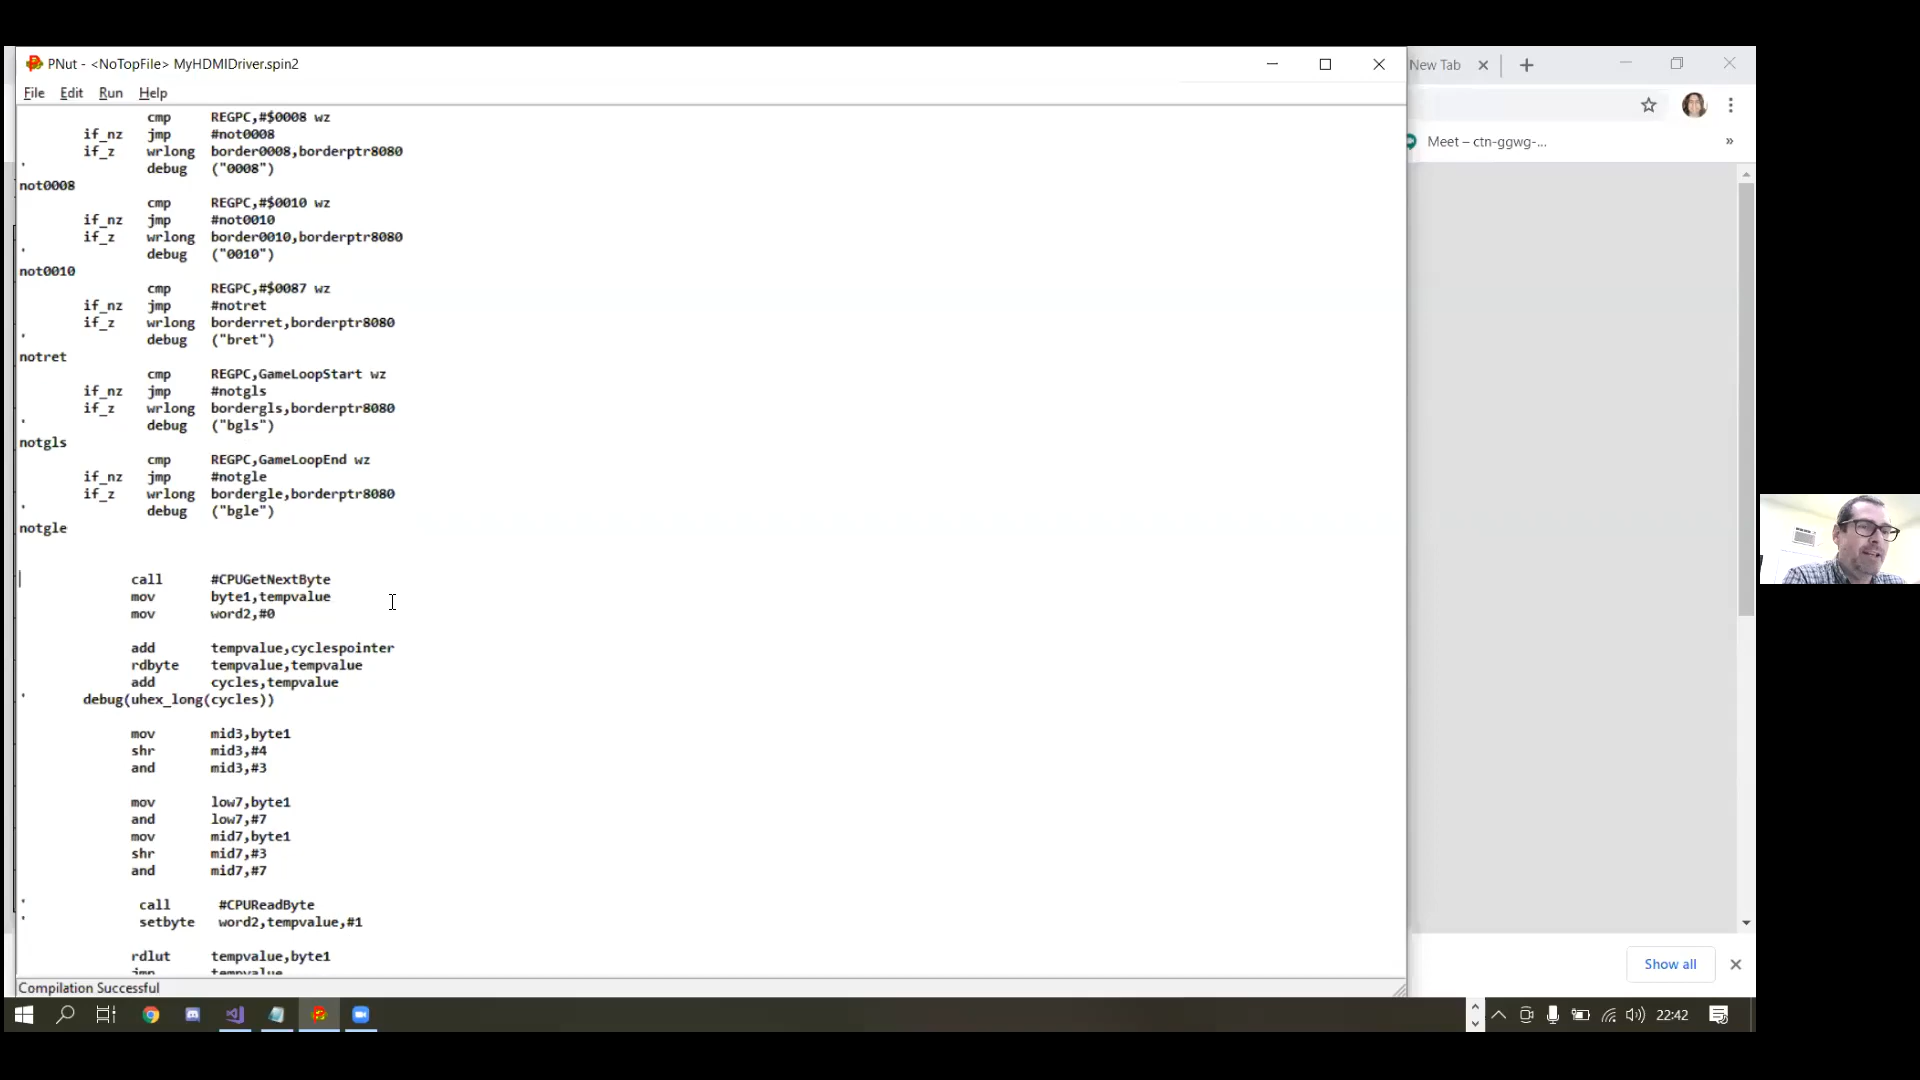 PNut - <NoTopFile> MyHDMIDriver.spin2
New Tab
File Edit Run Help
Meet – ctn-ggwg-...
»
cmp REGPC,#$0008 wz
if_nz jmp #not0008
if_z wrlong border0008,borderptr8080
' debug ("0008")
not0008
cmp REGPC,#$0010 wz
if_nz jmp #not0010
if_z wrlong border0010,borderptr8080
' debug ("0010")
not0010
cmp REGPC,#$0087 wz
if_nz jmp #notret
if_z wrlong borderret,borderptr8080
' debug ("bret")
notret
cmp REGPC,GameLoopStart wz
if_nz jmp #notgls
if_z wrlong bordergls,borderptr8080
' debug ("bgls")
notgls
cmp REGPC,GameLoopEnd wz
if_nz jmp #notgle
if_z wrlong bordergle,borderptr8080
' debug ("bgle")
notgle
call #CPUGetNextByte
mov byte1,tempvalue
mov word2,#0
add tempvalue,cyclespointer
rdbyte tempvalue,tempvalue
add cycles,tempvalue
' debug(uhex_long(cycles))
mov mid3,byte1
shr mid3,#4
and mid3,#3
mov low7,byte1
and low7,#7
mov mid7,byte1
shr mid7,#3
and mid7,#7
' call #CPUReadByte
' setbyte word2,tempvalue,#1
rdlut tempvalue,byte1
jmp tempvalue
Show all
Compilation Successful
22:42